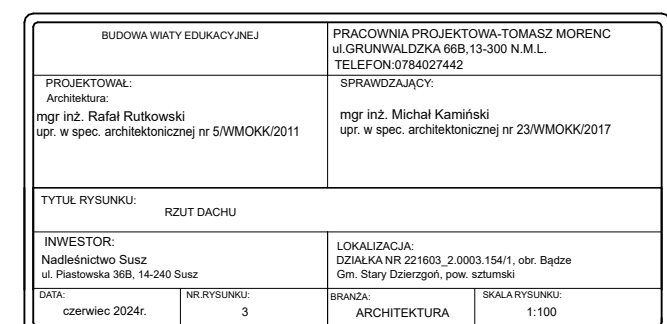 BUDOWA WIATY EDUKACYJNEJ
PRACOWNIA PROJEKTOWA-TOMASZ MORENC
ul.GRUNWALDZKA 66B,13-300 N.M.L.
TELEFON:0784027442
PROJEKTOWAŁ:
Architektura:
mgr inż. Rafał Rutkowski
upr. w spec. architektonicznej nr 5/WMOKK/2011
SPRAWDZAJĄCY:
mgr inż. Michał Kamiński
upr. w spec. architektonicznej nr 23/WMOKK/2017
TYTUŁ RYSUNKU:
RZUT DACHU
INWESTOR:
Nadleśnictwo Susz
ul. Piastowska 36B, 14-240 Susz
LOKALIZACJA:
DZIAŁKA NR 221603_2.0003.154/1, obr. Bądze
Gm. Stary Dzierzgoń, pow. sztumski
DATA:
czerwiec 2024r.
NR.RYSUNKU:
3
BRANŻA:
ARCHITEKTURA
SKALA RYSUNKU:
1:100